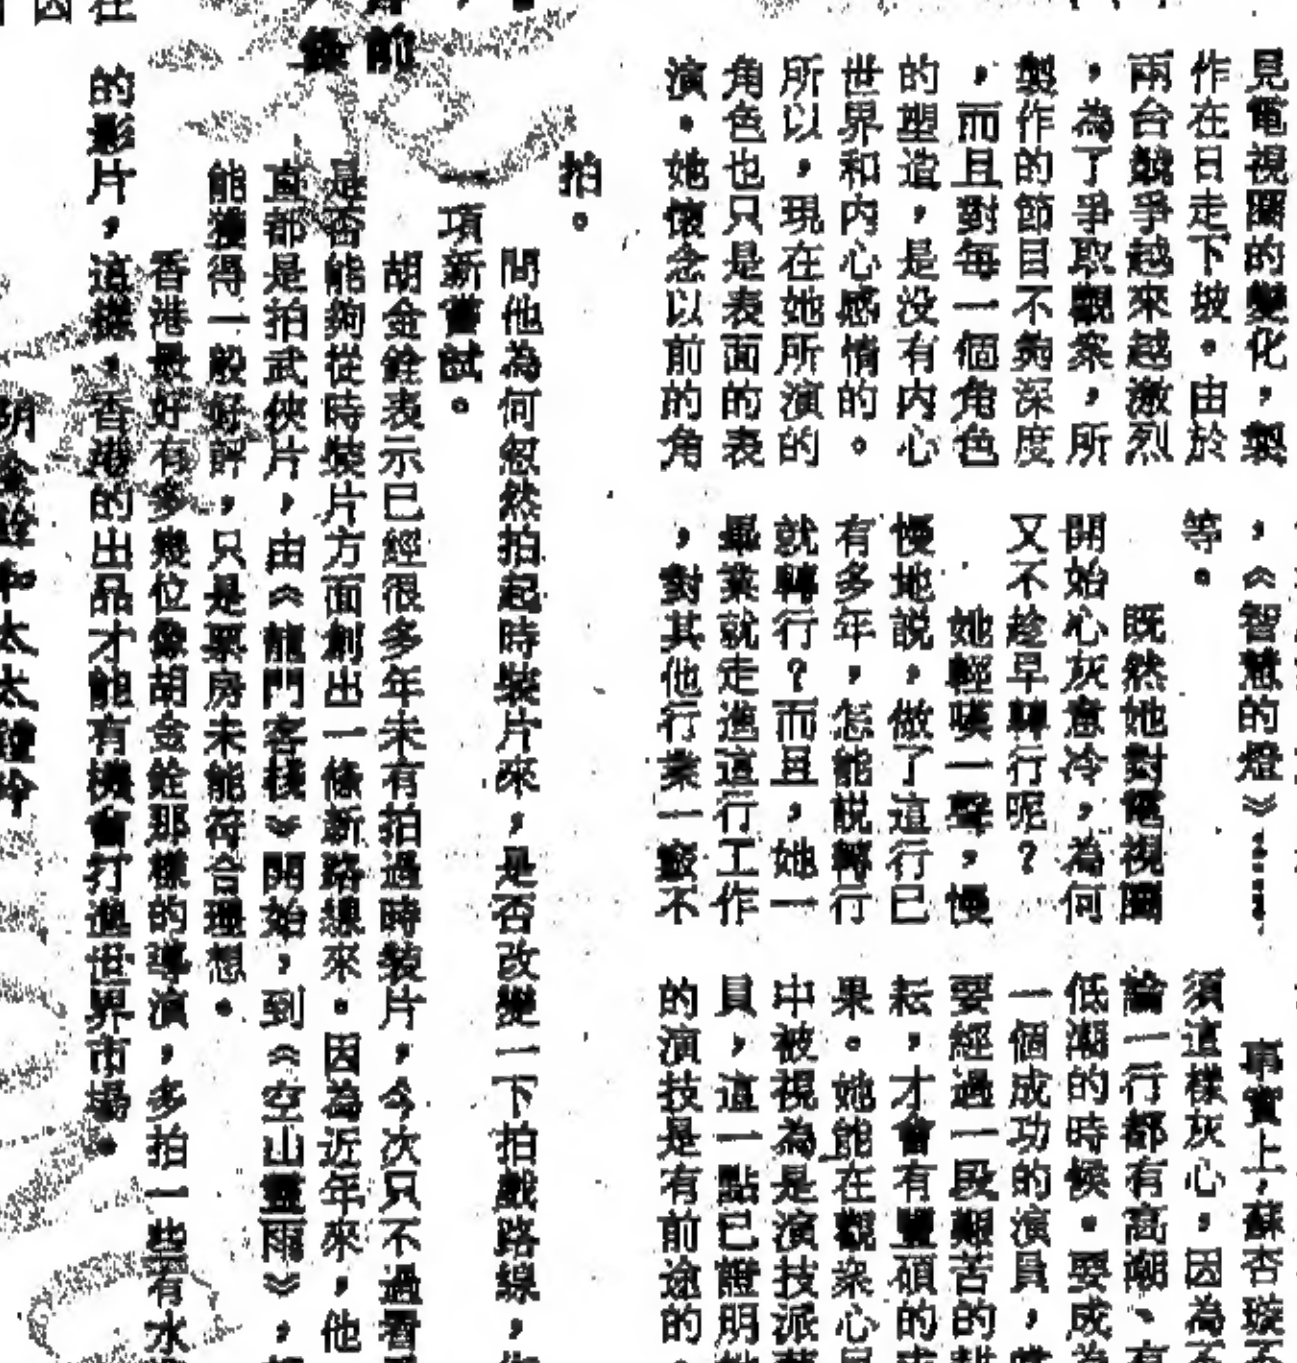 見電視圈的變化，製
作在日走下坡。由於
兩台競爭越來越激烈
，為了爭取觀衆，所
製作的節目不夠深度
，而且對每一個角色
的塑造，是没有内心
世界和内心感情的。
所以，現在她所演的
角色也只是表面的表
演。她懷念以前的角
，《智慧的燈》……
等。
既然她對電視圈
開始心灰意冷，為何
又不趁早轉行呢？
她輕嘆一聲，慢
慢地説，做了這行已
有多年，怎能説轉行
就轉行？而且，她一
畢業就走進這行工作
，對其他行業一竅不
事實上，蘇杏璇不
須這樣灰心，因為
論一行都有高潮、有
低潮的時候。要成為
一個成功的演員，
要經過一段艱苦的耕
耘，才會有豐碩的成
果。她能在觀衆心
中被視為是演技派
員，這一點已證明她
的演技是有前途的。
拍。
問他為何忽然拍起時裝片來，是否改變一下拍戲路線，
一項新嘗試。
胡金銓表示已經很多年未有拍過時裝片，今次只不過看
是否能夠從時裝片方面創出一條新路線來。因為近年來，他
直都是拍武俠片，由《龍門客棧》開始，到《空山靈雨》，
能獲得一般好評，只是票房未能符合理想。
香港最好有多幾位像胡金銓那樣的導演，多拍一些有水
的影片，這樣，香港的出品才能有機會打進世界市場。
胡金銓和太太鍾玲